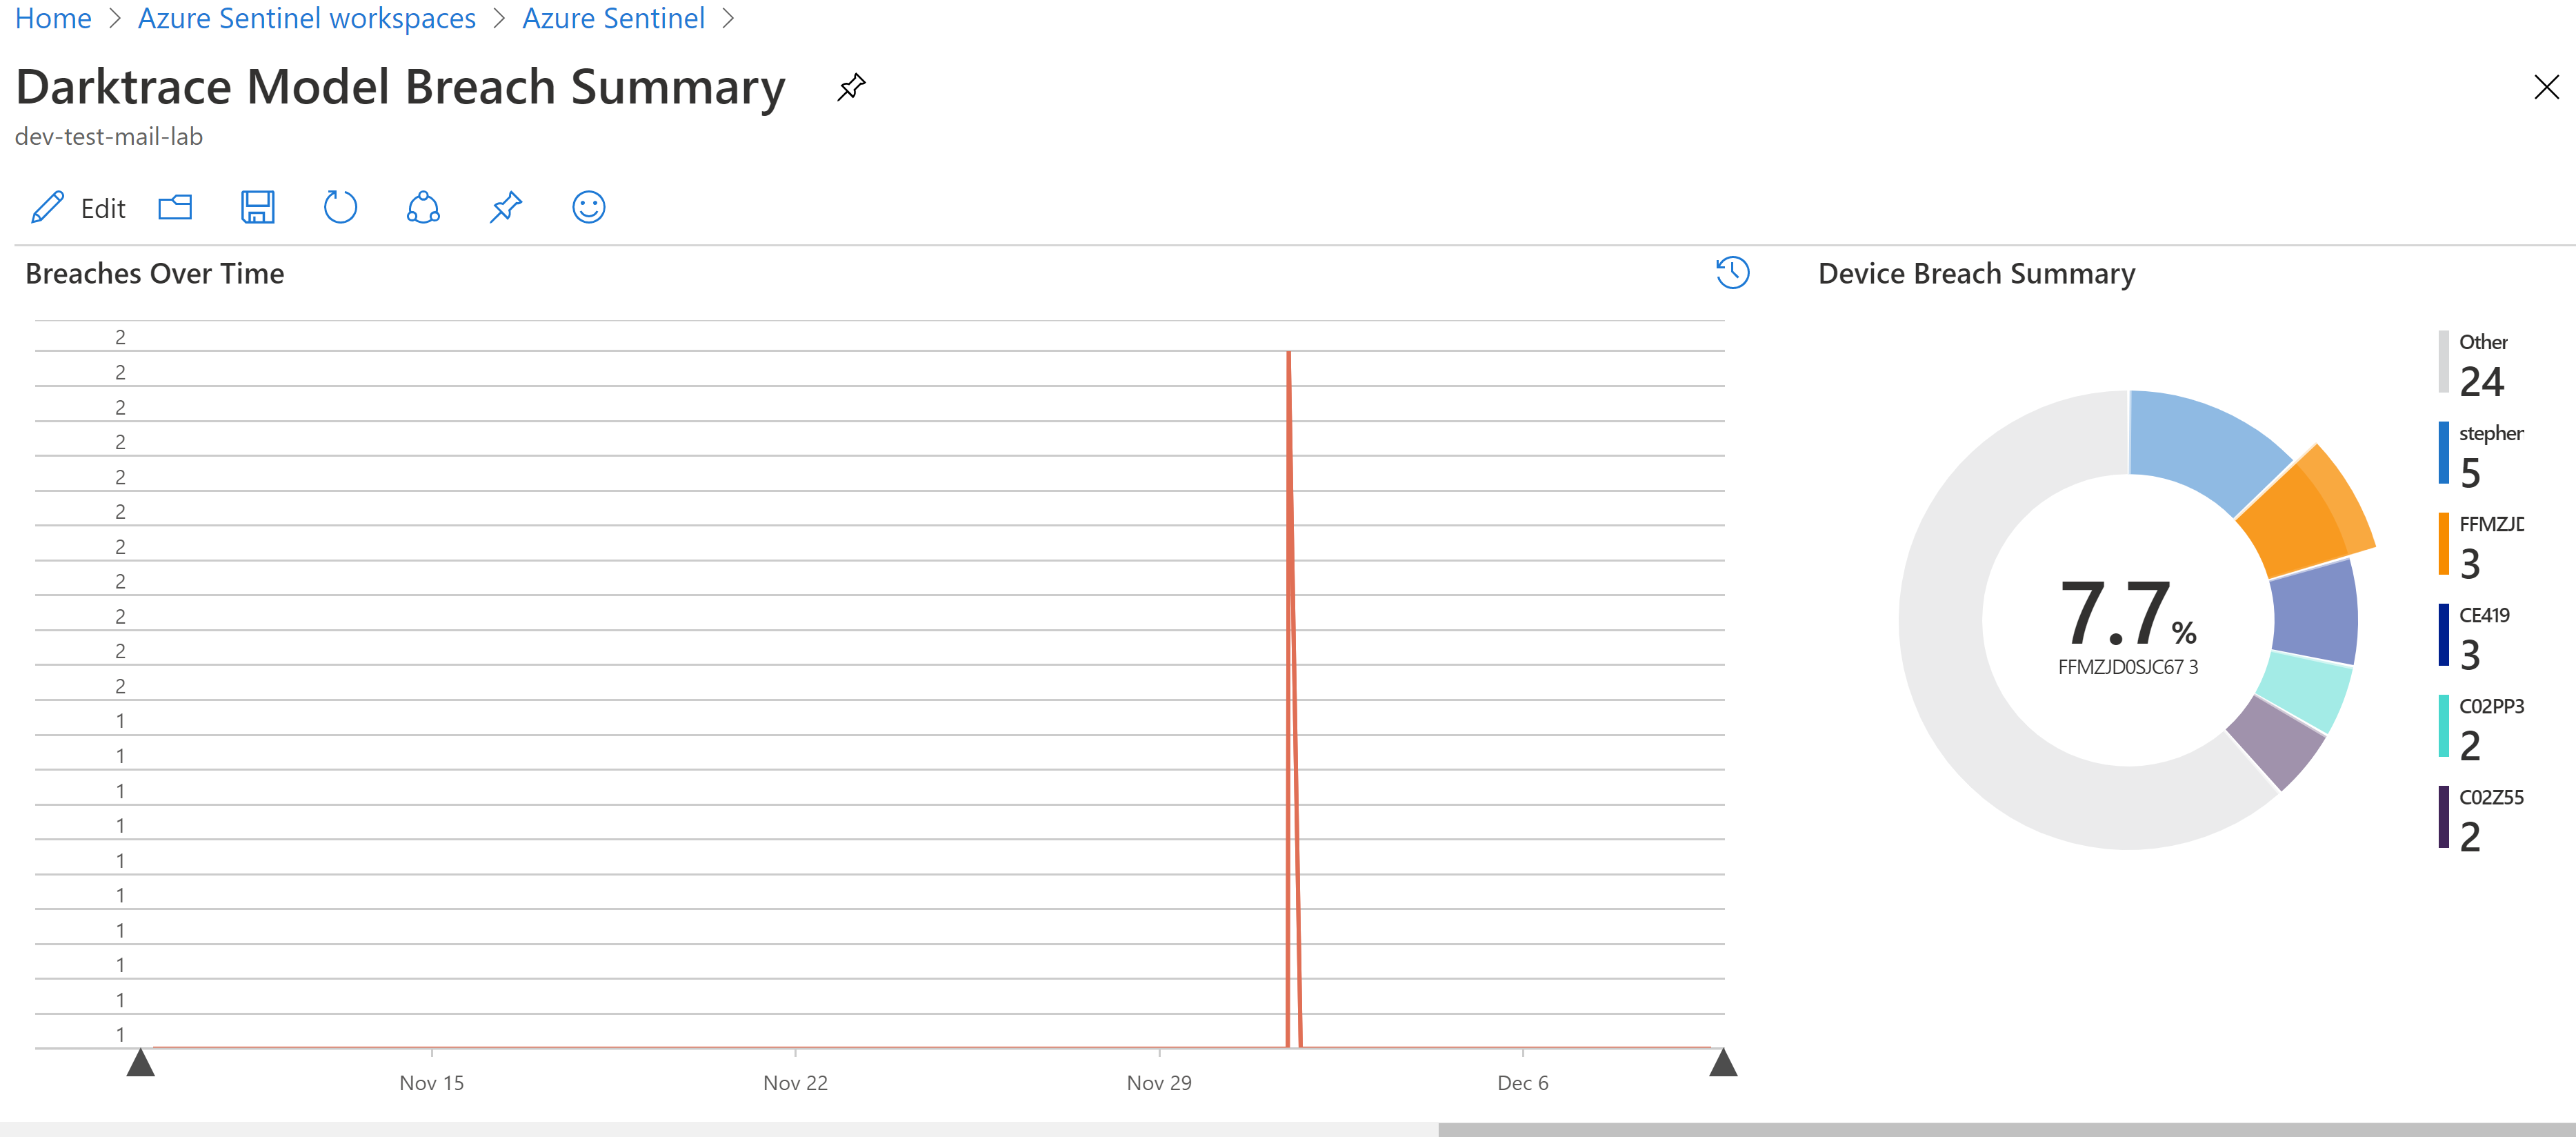 Home > Azure Sentinel workspaces > Azure Sentinel >
Darktrace Model Breach Summary
dev-test-mail-lab
Edit
Breaches Over Time
2
2
2
2
2
2
2
2
2
2
2
1
1
1
1
1
1
1
1
1
1
Nov 15
Nov 22
Nov 29
Dec 6
Device Breach Summary
7.7%
FFMZJD0SJC67 3
Other
24
stepher
5
FFMZJD
3
CE419
3
C02PP3
2
C02Z55
2